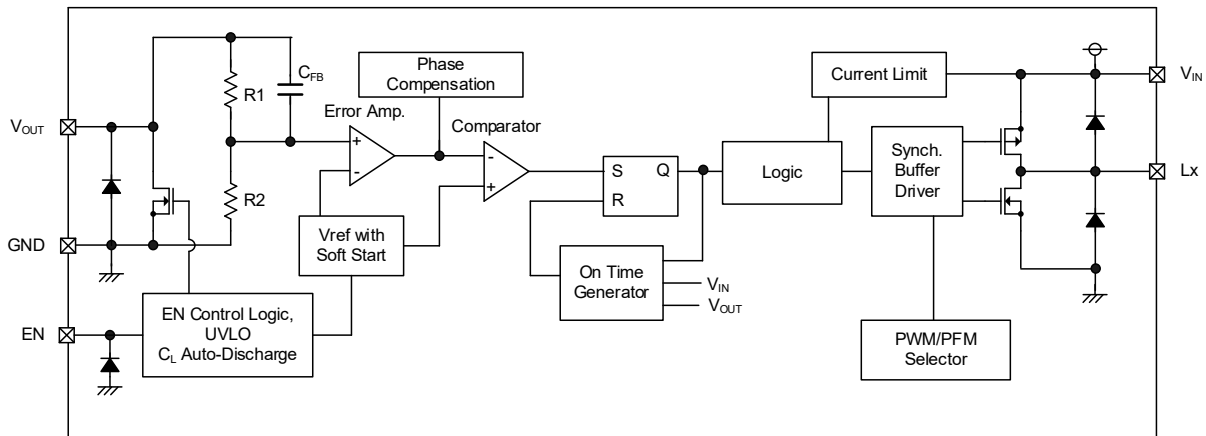 Phase
Compensation
C_FB
R1
Error Amp.
Comparator
Current Limit
V_IN
V_OUT
+
-
-
+
S
Q
R
Logic
Synch.
Buffer
Driver
Lx
R2
GND
Vref with
Soft Start
On Time
Generator
V_IN
V_OUT
EN
EN Control Logic,
UVLO
C_L Auto-Discharge
PWM/PFM
Selector